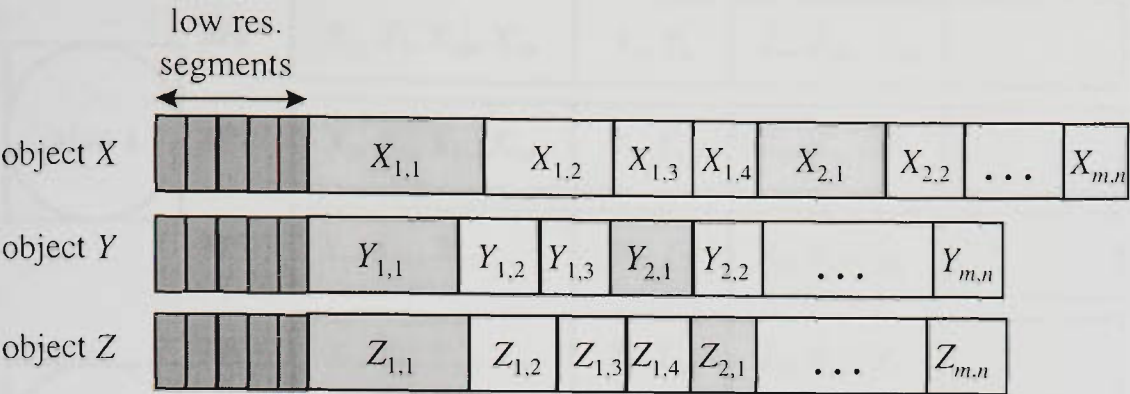 low res.
segments
object X X₁,₁ X₁,₂ X₁,₃ X₁,₄ X₂,₁ X₂,₂ ... Xₘ.ₙ
object Y Y₁,₁ Y₁,₂ Y₁,₃ Y₂,₁ Y₂,₂ ... Yₘ,ₙ
object Z Z₁,₁ Z₁,₂ Z₁,₃ Z₁,₄ Z₂,₁ ... Zₘ,ₙ